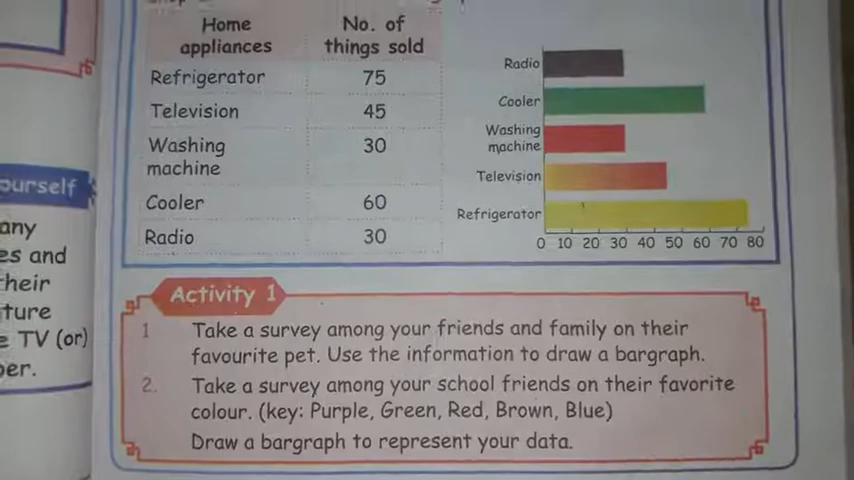 Home No. of
appliances things sold
Refrigerator 75
Television 45
Washing 30
machine
Cooler 60
Radio 30
Radio
Cooler
Washing
machine
Television
Refrigerator
0 10 20 30 40 50 60 70 80
ourself
any
es and
their
ture
TV (or)
er.
Activity 1
1 Take a survey among your friends and family on their
favourite pet. Use the information to draw a bargraph.
2. Take a survey among your school friends on their favorite
colour. (key: Purple, Green, Red, Brown, Blue)
Draw a bargraph to represent your data.